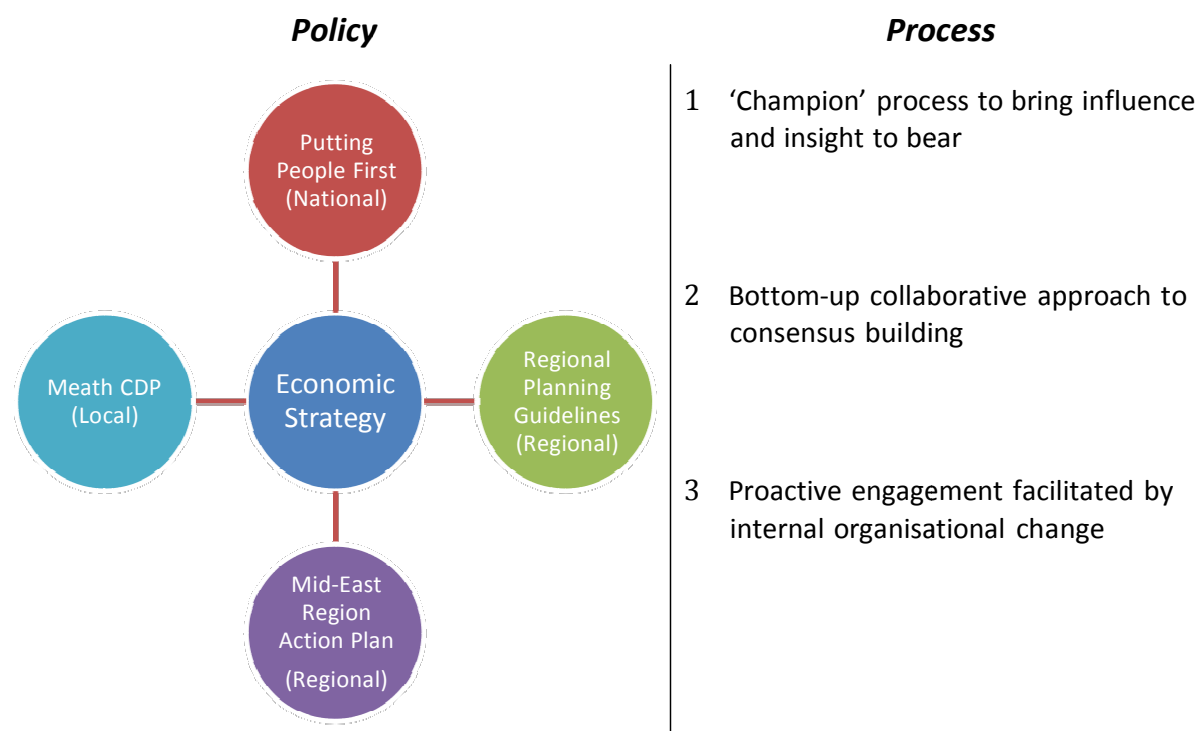 Policy
Putting
People First
(National)
Meath CDP
(Local)
Economic
Strategy
Regional
Planning
Guidelines
(Regional)
Mid-East
Region
Action Plan
(Regional)
Process
1 ‘Champion’ process to bring influence
and insight to bear
2 Bottom-up collaborative approach to
consensus building
3 Proactive engagement facilitated by
internal organisational change